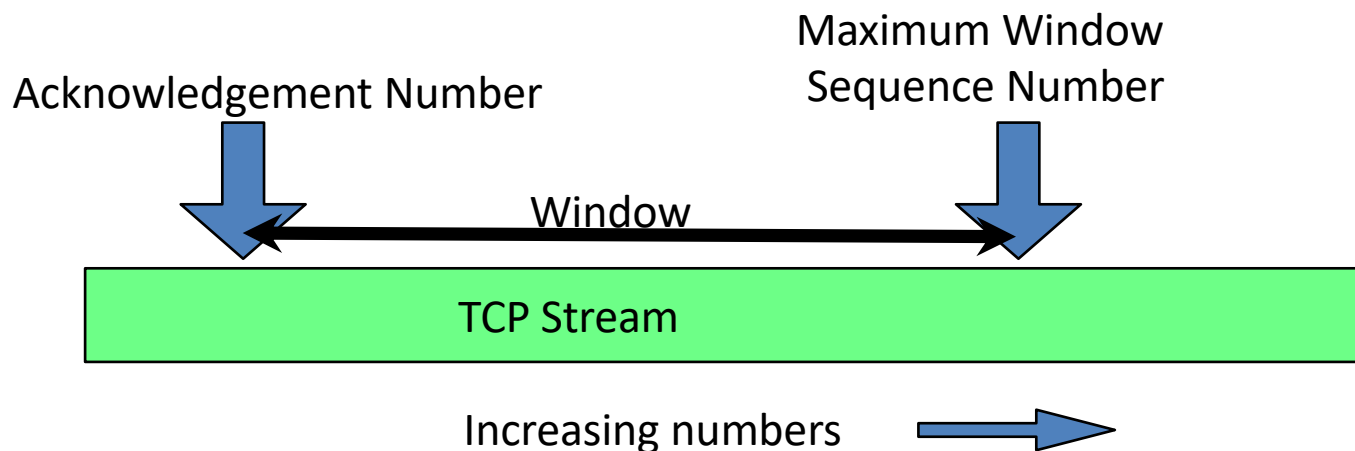 Maximum Window
Sequence Number
Acknowledgement Number
Window
TCP Stream
Increasing numbers